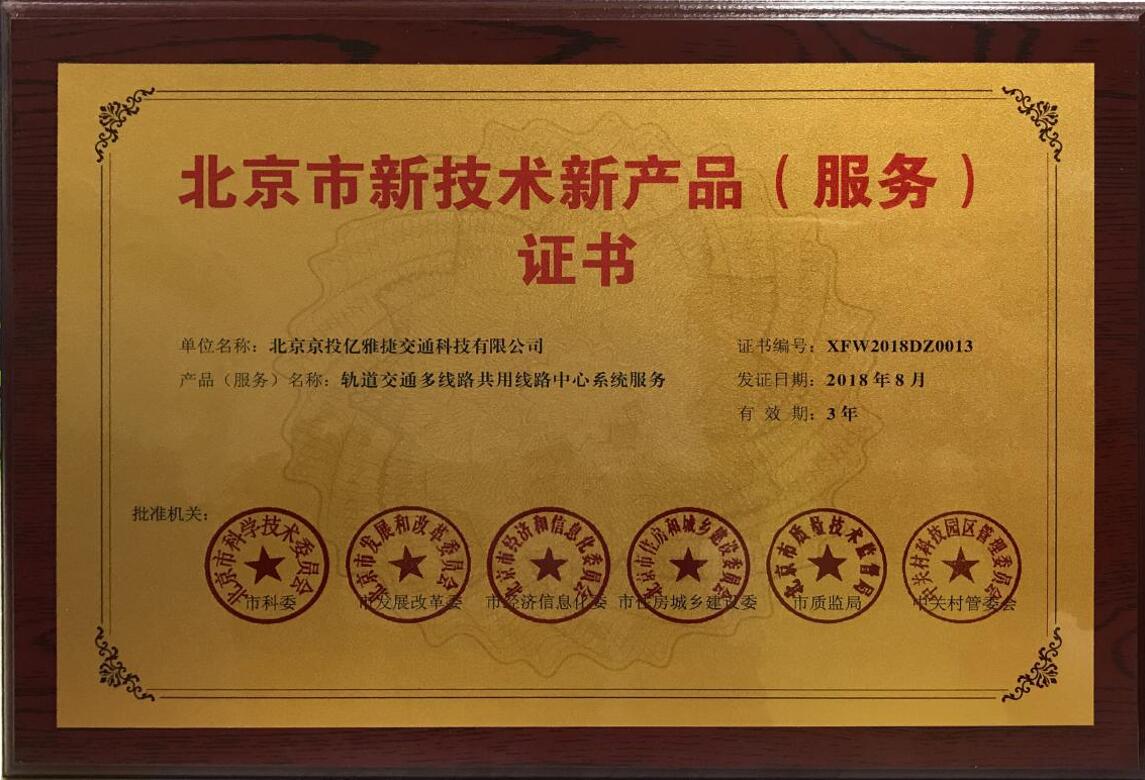 北京市新技术新产品（服务）
证书
单位名称：北京京投亿雅捷交通科技有限公司
证书编号：XFW2018DZ0013
产品（服务）名称：轨道交通多线路共用线路中心系统服务
发证日期：2018年8月
有 效 期：3年
批准机关：
北京市科学技术委员会
北京市发展和改革委员会
北京市经济和信息化委员会
北京市住房和城乡建设委员会
北京市质量技术监督局
中关村科技园区管理委员会
市科委 市发展改革委 市经济信息化委 市住房城乡建设委 市质监局 中关村管委会